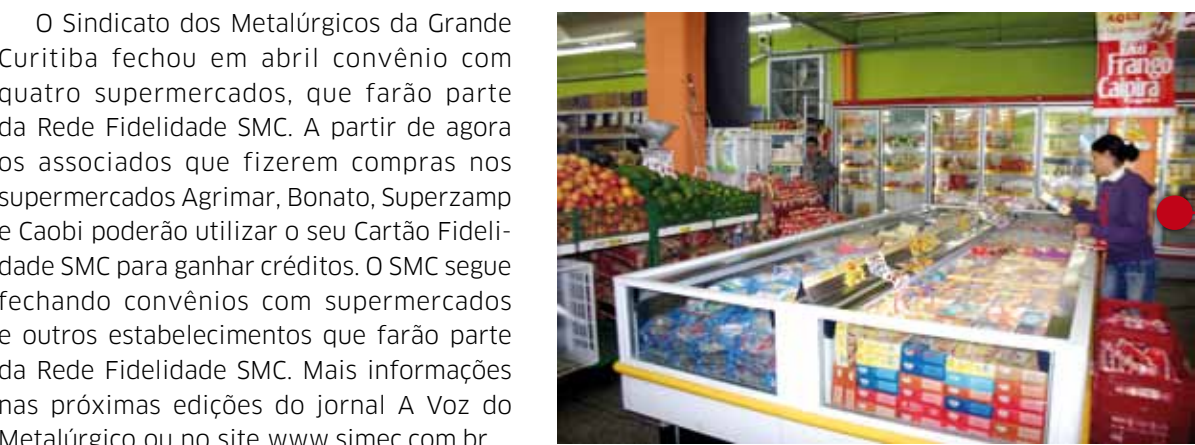 O Sindicato dos Metalúrgicos da Grande
Curitiba fechou em abril convênio com
quatro supermercados, que farão parte
da Rede Fidelidade SMC. A partir de agora
os associados que fizerem compras nos
supermercados Agrimar, Bonato, Superzamp
e Caobi poderão utilizar o seu Cartão Fideli-
dade SMC para ganhar créditos. O SMC segue
fechando convênios com supermercados
e outros estabelecimentos que farão parte
da Rede Fidelidade SMC. Mais informações
nas próximas edições do jornal A Voz do
Metalúrgico ou no site www.simec.com.br
AQUI
Frango
Caipira